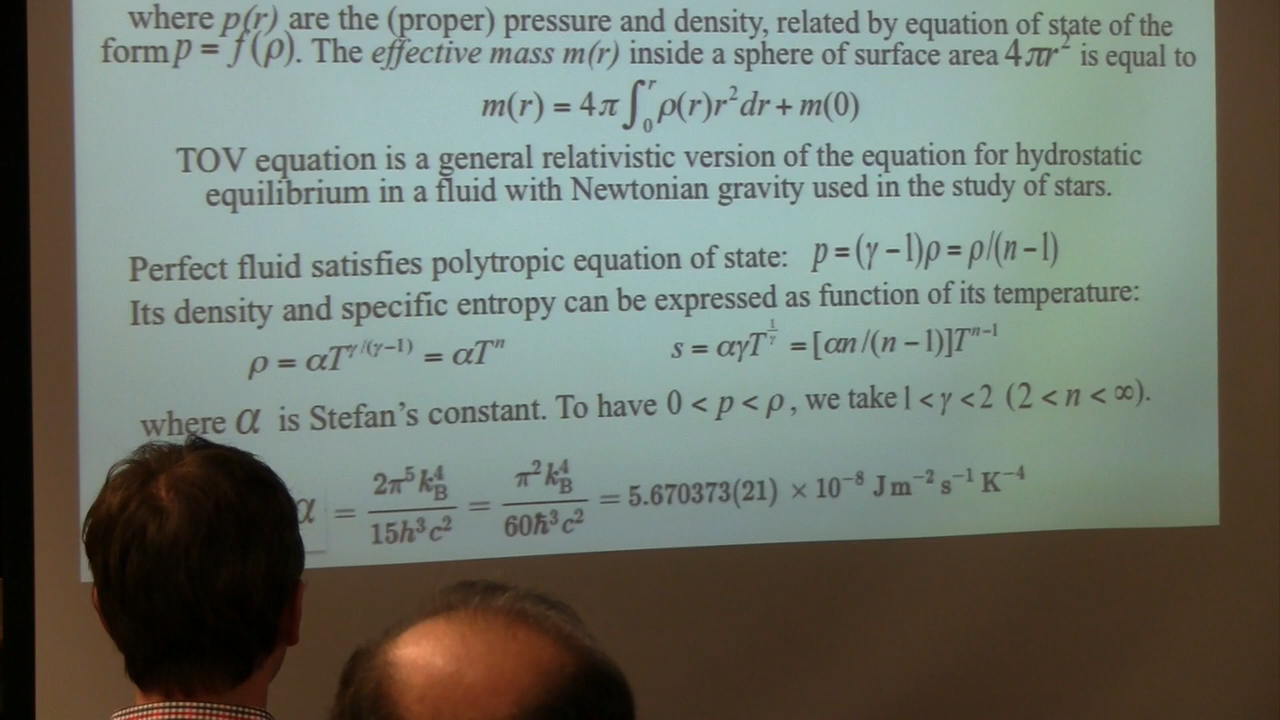 where p(r) are the (proper) pressure and density, related by equation of state of the
form p = f(ρ). The effective mass m(r) inside a sphere of surface area 4πr² is equal to
m(r) = 4π∫₀ʳ ρ(r)r²dr + m(0)
TOV equation is a general relativistic version of the equation for hydrostatic
equilibrium in a fluid with Newtonian gravity used in the study of stars.
Perfect fluid satisfies polytropic equation of state: p = (γ − 1)ρ = ρ/(n − 1)
Its density and specific entropy can be expressed as function of its temperature:
ρ = αT^{γ/(γ−1)} = αTⁿ s = αγT^{1/γ} = [αn/(n − 1)]Tⁿ⁻¹
where α is Stefan's constant. To have 0 < p < ρ, we take 1 < γ < 2 (2 < n < ∞).
α = 2π⁵k_B⁴/15h³c² = π²k_B⁴/60ħ³c² = 5.670373(21) × 10⁻⁸ J m⁻² s⁻¹ K⁻⁴